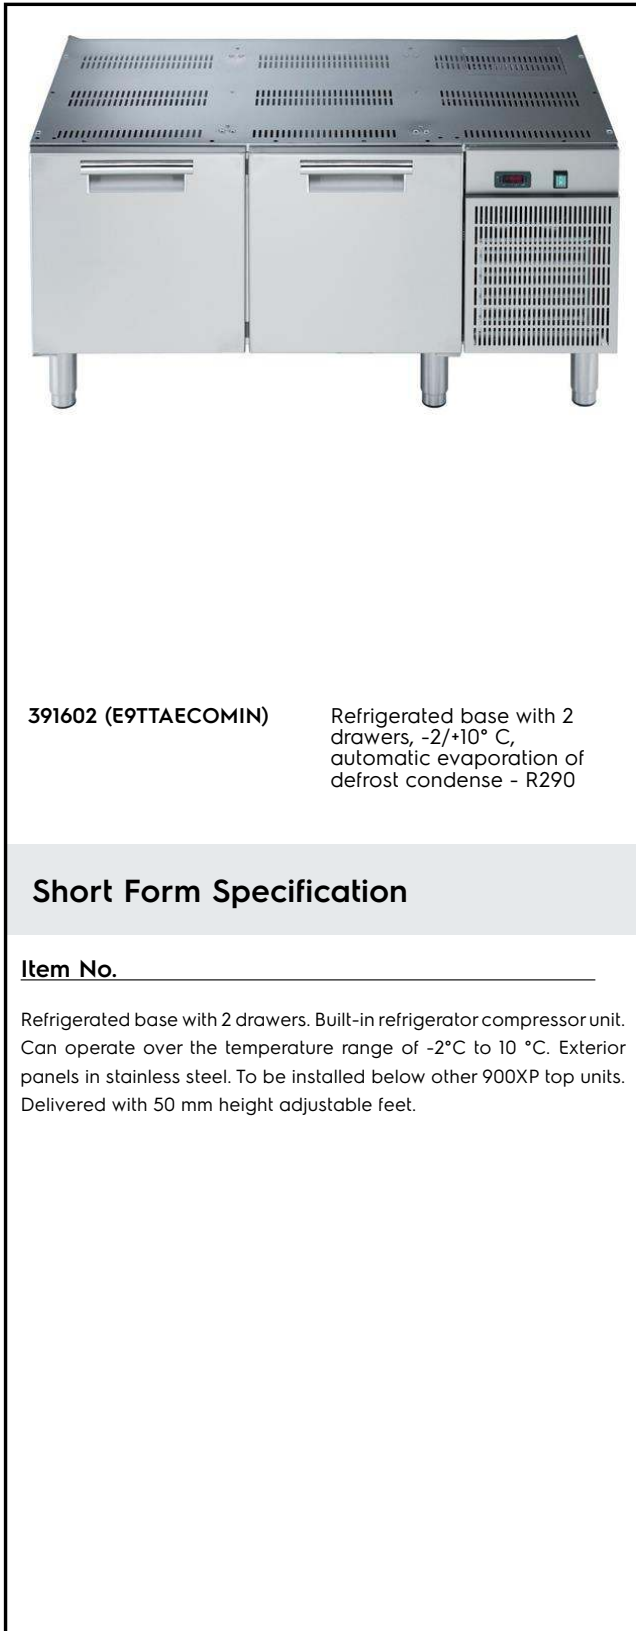 391602 (E9TTAECOMIN)
Refrigerated base with 2
drawers, -2/+10° C,
automatic evaporation of
defrost condense - R290
Short Form Specification
Item No.
Refrigerated base with 2 drawers. Built-in refrigerator compressor unit.
Can operate over the temperature range of -2°C to 10 °C. Exterior
panels in stainless steel. To be installed below other 900XP top units.
Delivered with 50 mm height adjustable feet.